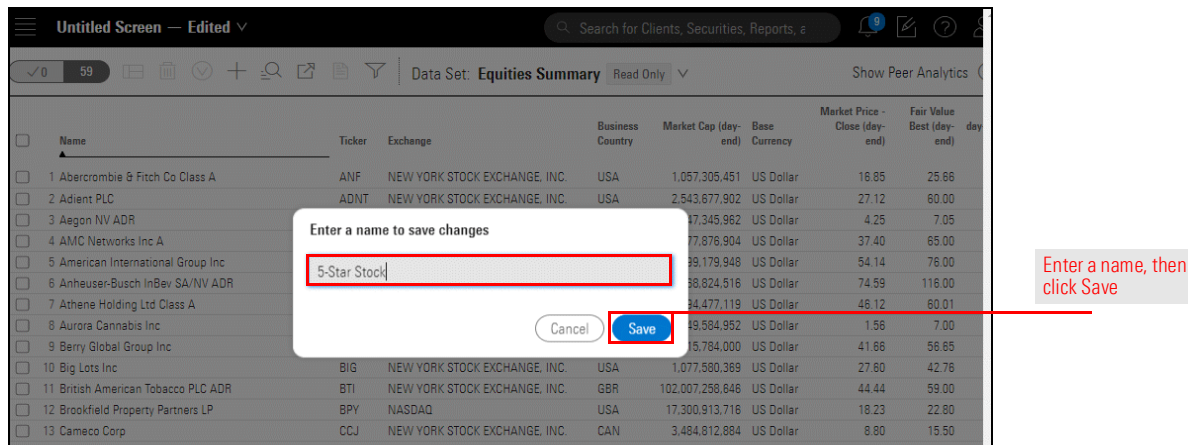 Untitled Screen — Edited
Search for Clients, Securities, Reports, a
9
0 59
Data Set: Equities Summary Read Only
Show Peer Analytics
Name Ticker Exchange Business Country Market Cap (day-end) Base Currency Market Price - Close (day-end) Fair Value Best (day-end) day
1 Abercrombie & Fitch Co Class A ANF NEW YORK STOCK EXCHANGE, INC. USA 1,057,305,451 US Dollar 16.85 25.66
2 Adient PLC ADNT NEW YORK STOCK EXCHANGE, INC. USA 2,543,677,902 US Dollar 27.12 60.00
3 Aegon NV ADR 47,345,962 US Dollar 4.25 7.05
4 AMC Networks Inc A 77,876,904 US Dollar 37.40 65.00
5 American International Group Inc 99,179,948 US Dollar 54.14 76.00
6 Anheuser-Busch InBev SA/NV ADR 38,824,516 US Dollar 74.59 116.00
7 Athene Holding Ltd Class A 94,477,119 US Dollar 46.12 60.01
8 Aurora Cannabis Inc 49,584,952 US Dollar 1.56 7.00
9 Berry Global Group Inc 15,784,000 US Dollar 41.66 56.65
10 Big Lots Inc BIG NEW YORK STOCK EXCHANGE, INC. USA 1,077,580,369 US Dollar 27.60 42.76
11 British American Tobacco PLC ADR BTI NEW YORK STOCK EXCHANGE, INC. GBR 102,007,258,646 US Dollar 44.44 59.00
12 Brookfield Property Partners LP BPY NASDAQ USA 17,300,913,716 US Dollar 18.23 22.80
13 Cameco Corp CCJ NEW YORK STOCK EXCHANGE, INC. CAN 3,484,812,884 US Dollar 8.80 15.50
Enter a name to save changes
5-Star Stock
Cancel Save
Enter a name, then
click Save